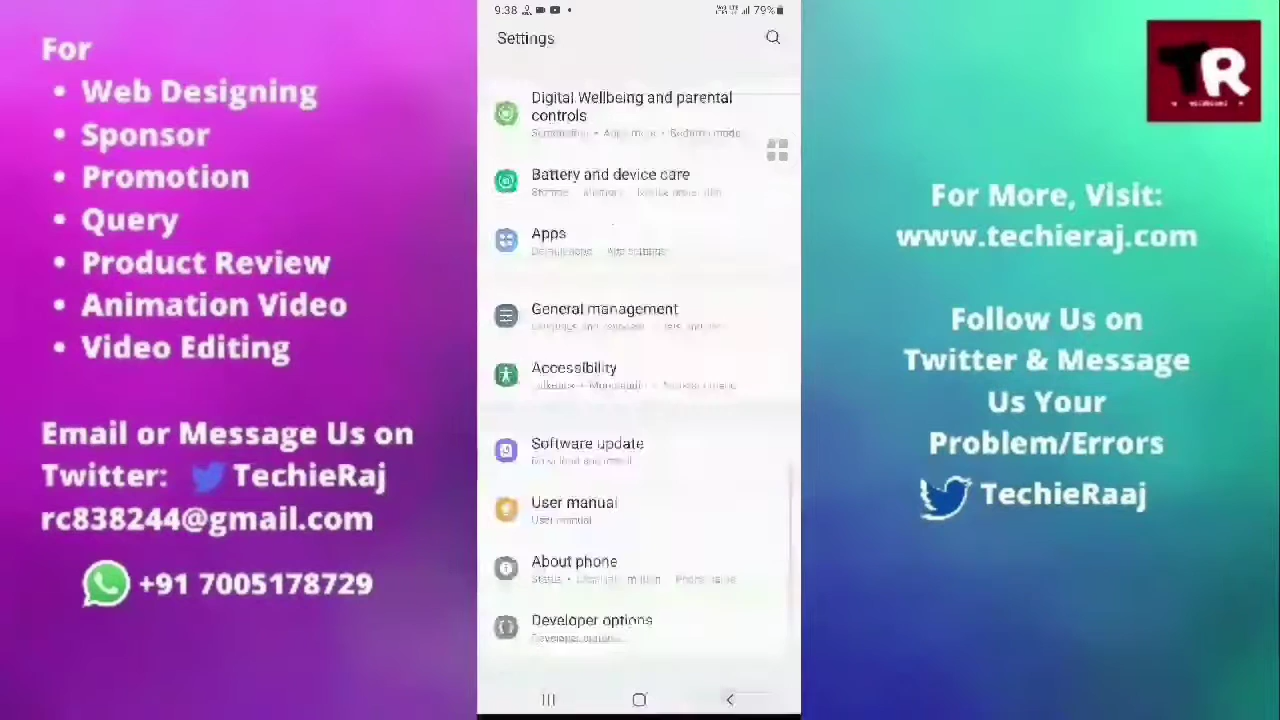 For
• Web Designing
• Sponsor
• Promotion
• Query
• Product Review
• Animation Video
• Video Editing
Email or Message Us on
Twitter: TechieRaj
rc838244@gmail.com
+91 7005178729
9:38
79%
Settings
Digital Wellbeing and parental
controls
Battery and device care
Apps
General management
Accessibility
Software update
User manual
User manual
About phone
Developer options
Developer options
TR
For More, Visit:
www.techieraj.com
Follow Us on
Twitter & Message
Us Your
Problem/Errors
TechieRaaj